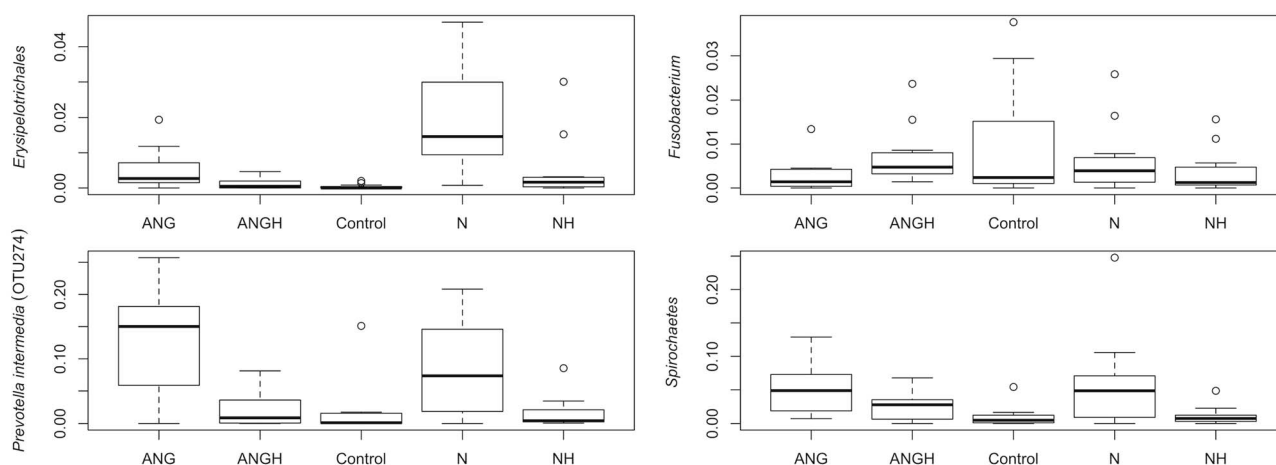 Erysipelotrichales
0.00 0.02 0.04
ANG ANGH Control N NH
Fusobacterium
0.00 0.01 0.02 0.03
ANG ANGH Control N NH
Prevotella intermedia (OTU274)
0.00 0.10 0.20
ANG ANGH Control N NH
Spirochaetes
0.00 0.10 0.20
ANG ANGH Control N NH